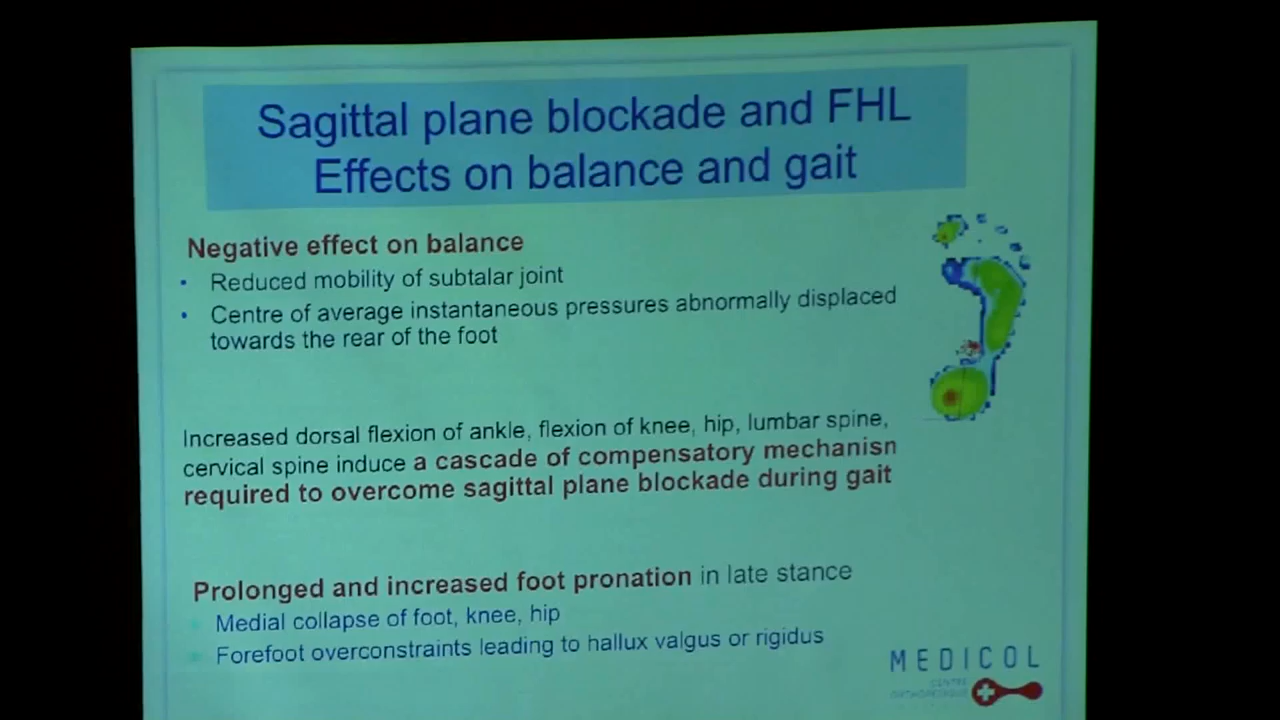 Sagittal plane blockade and FHL
Effects on balance and gait
Negative effect on balance
• Reduced mobility of subtalar joint
• Centre of average instantaneous pressures abnormally displaced
towards the rear of the foot
Increased dorsal flexion of ankle, flexion of knee, hip, lumbar spine,
cervical spine induce a cascade of compensatory mechanisn
required to overcome sagittal plane blockade during gait
Prolonged and increased foot pronation in late stance
Medial collapse of foot, knee, hip
Forefoot overconstraints leading to hallux valgus or rigidus
MEDICOL
CENTRE